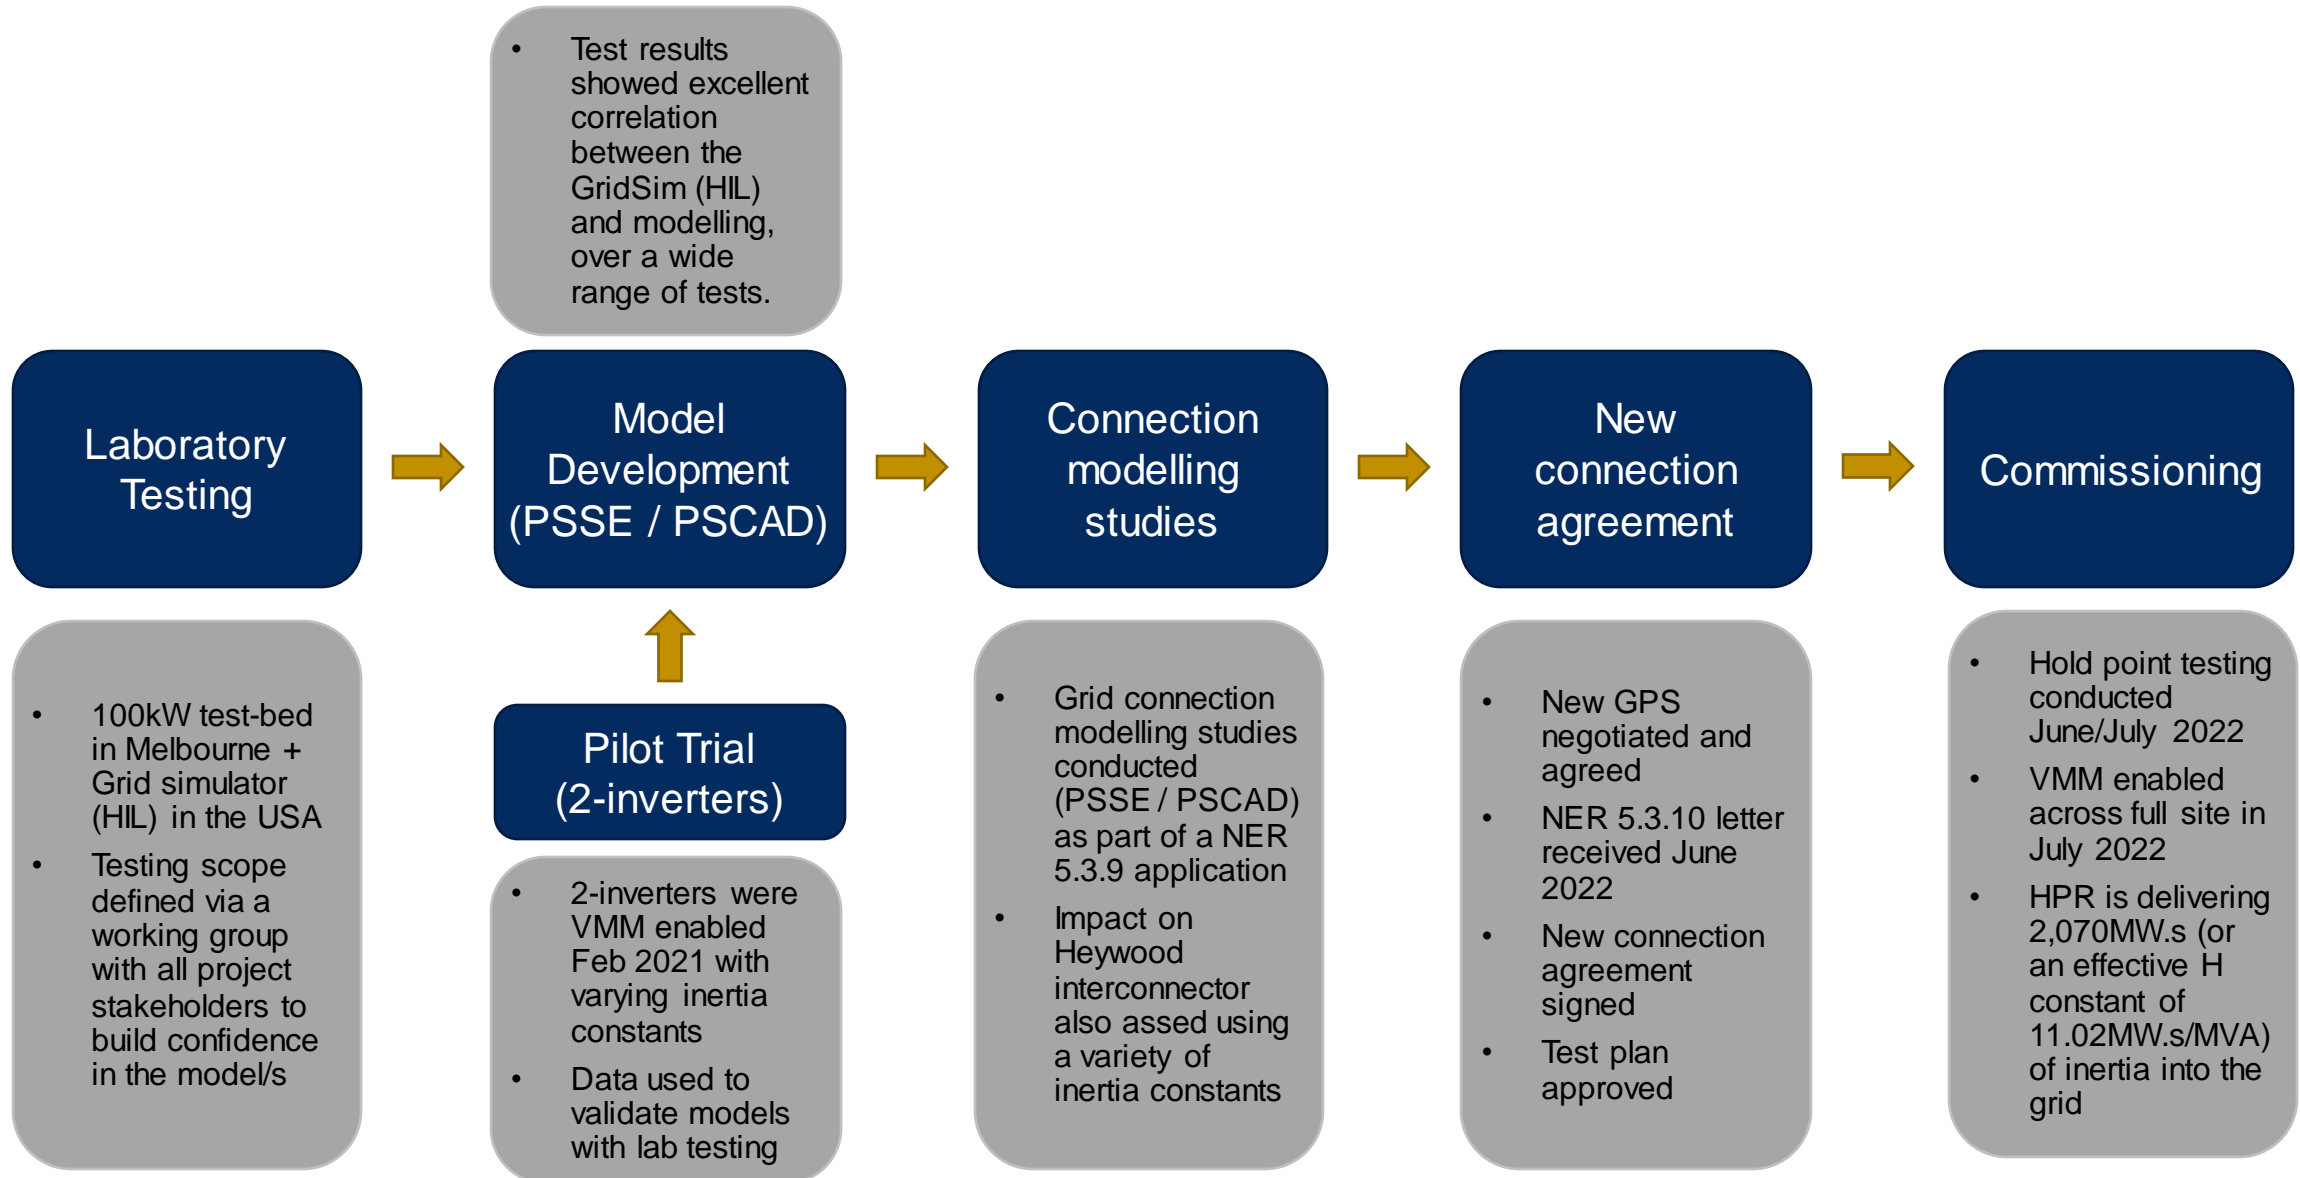 • Test results
showed excellent
correlation
between the
GridSim (HIL)
and modelling,
over a wide
range of tests.
Laboratory
Testing
Model
Development
(PSSE / PSCAD)
Connection
modelling
studies
New
connection
agreement
Commissioning
• 100kW test-bed
in Melbourne +
Grid simulator
(HIL) in the USA
• Testing scope
defined via a
working group
with all project
stakeholders to
build confidence
in the model/s
Pilot Trial
(2-inverters)
• 2-inverters were
VMM enabled
Feb 2021 with
varying inertia
constants
• Data used to
validate models
with lab testing
• Grid connection
modelling studies
conducted
(PSSE / PSCAD)
as part of a NER
5.3.9 application
• Impact on
Heywood
interconnector
also assed using
a variety of
inertia constants
• New GPS
negotiated and
agreed
• NER 5.3.10 letter
received June
2022
• New connection
agreement
signed
• Test plan
approved
• Hold point testing
conducted
June/July 2022
• VMM enabled
across full site in
July 2022
• HPR is delivering
2,070MW.s (or
an effective H
constant of
11.02MW.s/MVA)
of inertia into the
grid